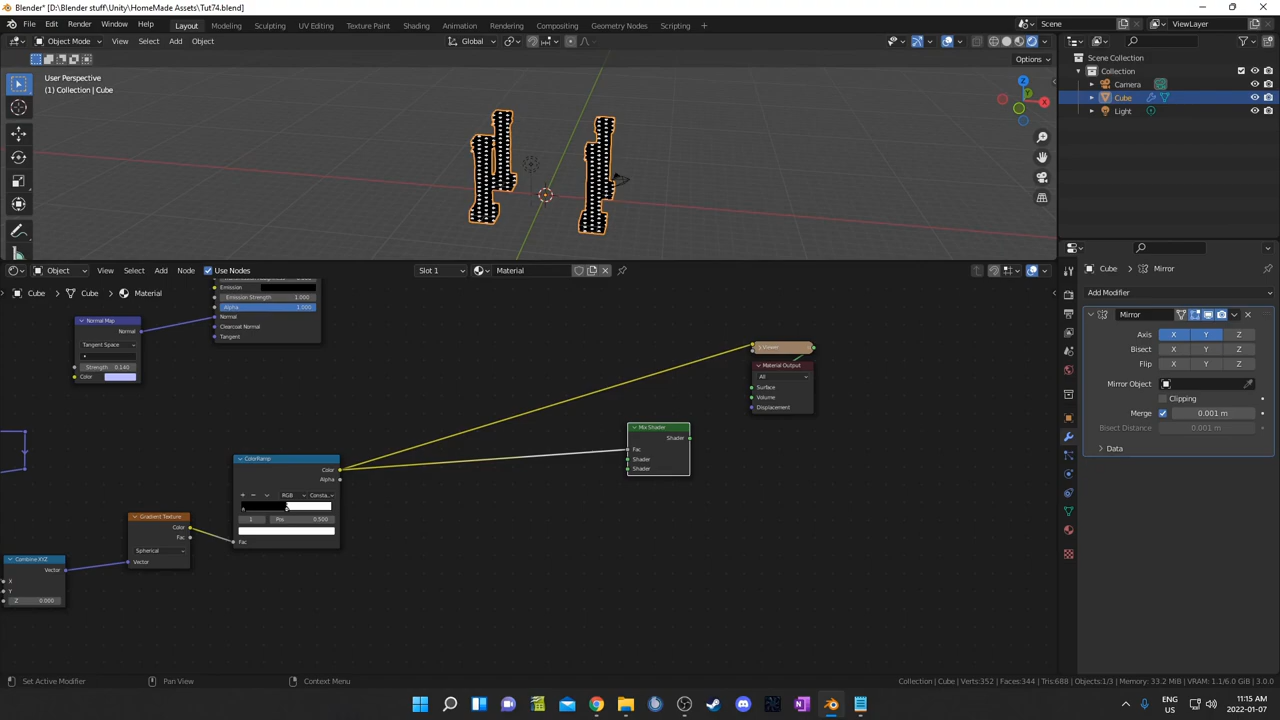 Blender* [D:\Blender stuff\Unity\HomeMade Assets\Tut74.blend]
File Edit Render Window Help Layout Modeling Sculpting UV Editing Texture Paint Shading Animation Rendering Compositing Geometry Nodes Scripting Scene ViewLayer
Object Mode View Select Add Object Global
Options
User Perspective
(1) Collection | Cube
Z
Y
X
Scene Collection
Collection
Camera
Cube
Light
Object View Select Add Node Use Nodes Slot 1 Material
Cube Cube Material
Emission
Emission Strength 1.000
Alpha 1.000
Normal
Clearcoat Normal
Tangent
Normal Map
Normal
Tangent Space
Strength 0.140
Color
Viewer
Material Output
All
Surface
Volume
Displacement
Mix Shader
Shader
Fac
Shader
Shader
ColorRamp
Color
Alpha
RGB Consta..
1 Pos 0.500
Fac
Gradient Texture
Color
Fac
Spherical
Vector
Combine XYZ
Vector
X
Y
Z 0.000
Cube Mirror
Add Modifier
Mirror
Axis X Y Z
Bisect X Y Z
Flip X Y Z
Mirror Object
Clipping
Merge 0.001 m
Bisect Distance 0.001 m
Data
Set Active Modifier Pan View Context Menu Collection | Cube | Verts:352 | Faces:344 | Tris:688 | Objects:1/3 | Memory: 33.2 MiB | VRAM: 1.1/6.0 GiB | 3.0.0
ENG
US
11:15 AM
2022-01-07